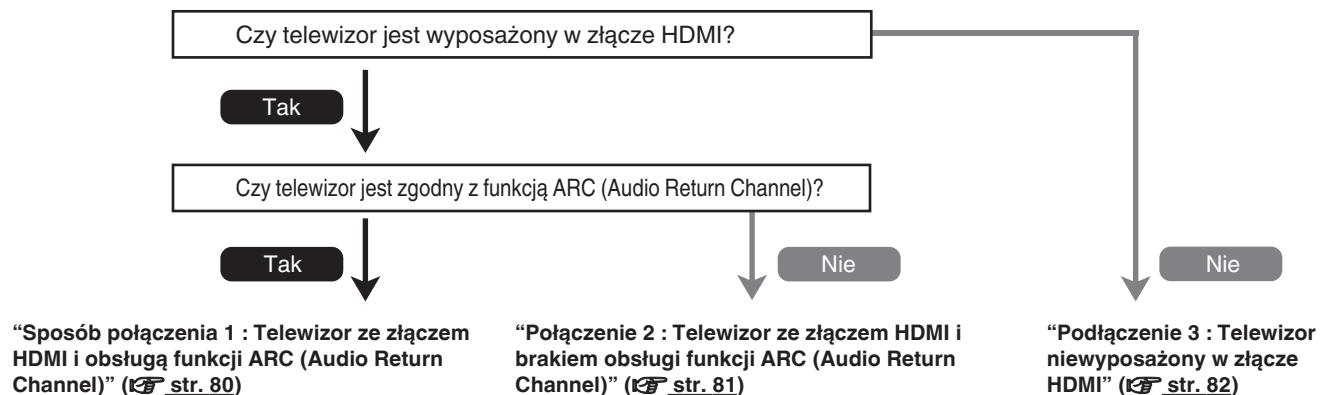 Czy telewizor jest wyposażony w złącze HDMI?
Tak
Czy telewizor jest zgodny z funkcją ARC (Audio Return Channel)?
Tak
Nie
Nie
“Sposób połączenia 1 : Telewizor ze złączem
HDMI i obsługą funkcji ARC (Audio Return
Channel)” (☞ str. 80)
“Połączenie 2 : Telewizor ze złączem HDMI i
brakiem obsługi funkcji ARC (Audio Return
Channel)” (☞ str. 81)
“Podłączenie 3 : Telewizor
niewyposażony w złącze
HDMI” (☞ str. 82)